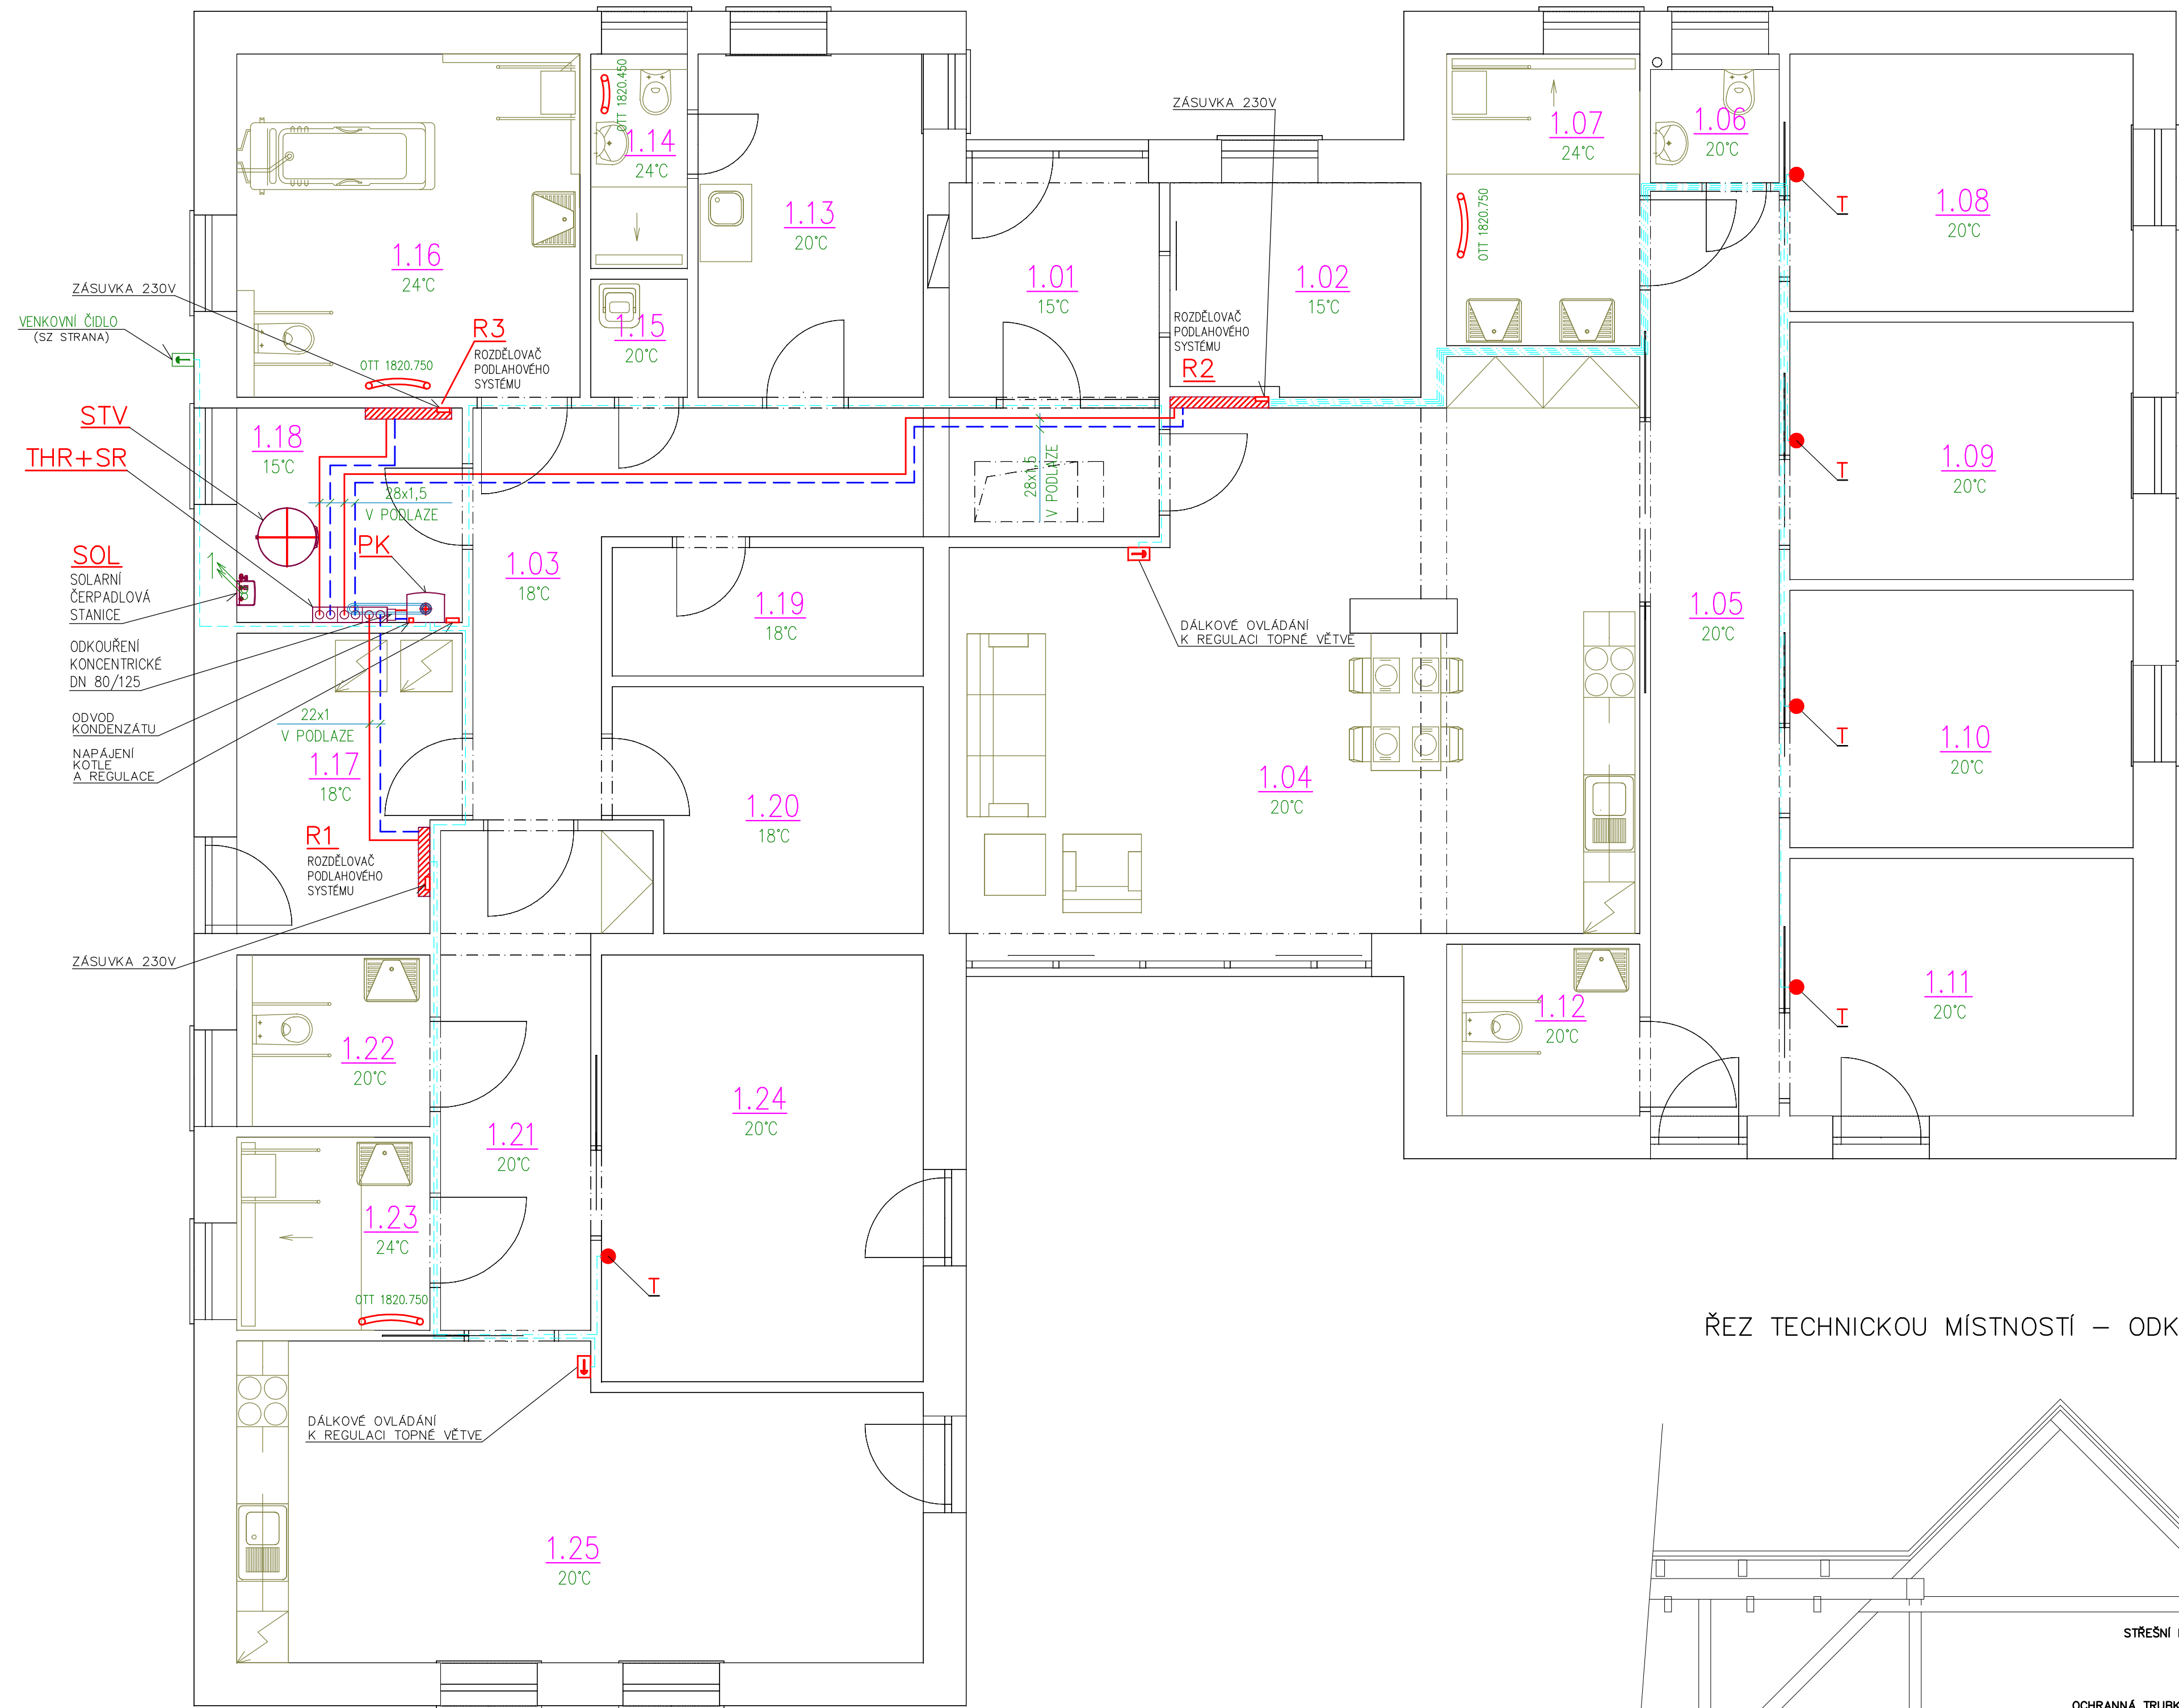 OTT 1820.450
1.14
24°C
ZÁSUVKA 230V
1.07
24°C
1.06
20°C
OTT 1820.750
T
1.08
20°C
1.13
20°C
1.16
24°C
1.01
15°C
1.02
15°C
ZÁSUVKA 230V
VENKOVNÍ ČIDLO
(SZ STRANA)
1.15
20°C
R3
ROZDĚLOVAČ
PODLAHOVÉHO
SYSTÉMU
OTT 1820.750
ROZDĚLOVAČ
PODLAHOVÉHO
SYSTÉMU
R2
STV
THR+SR
1.18
15°C
28x1,5
V PODLAZE
28x1,5
V PODLAZE
T
1.09
20°C
SOL
SOLARNÍ
ČERPADLOVÁ
STANICE
PK
1.03
18°C
1.19
18°C
DÁLKOVÉ OVLÁDÁNÍ
K REGULACI TOPNÉ VĚTVE
1.05
20°C
ODKOUŘENÍ
KONCENTRICKÉ
DN 80/125
ODVOD
KONDENZÁTU
NAPÁJENÍ
KOTLE
A REGULACE
22x1
V PODLAZE
1.17
18°C
T
1.10
20°C
1.04
20°C
1.20
18°C
R1
ROZDĚLOVAČ
PODLAHOVÉHO
SYSTÉMU
ZÁSUVKA 230V
T
1.11
20°C
1.12
20°C
1.22
20°C
1.24
20°C
1.21
20°C
1.23
24°C
OTT 1820.750
T
DÁLKOVÉ OVLÁDÁNÍ
K REGULACI TOPNÉ VĚTVE
1.25
20°C
ŘEZ TECHNICKOU MÍSTNOSTÍ – ODK
STŘEŠNÍ
OCHRANNÁ TRUBK